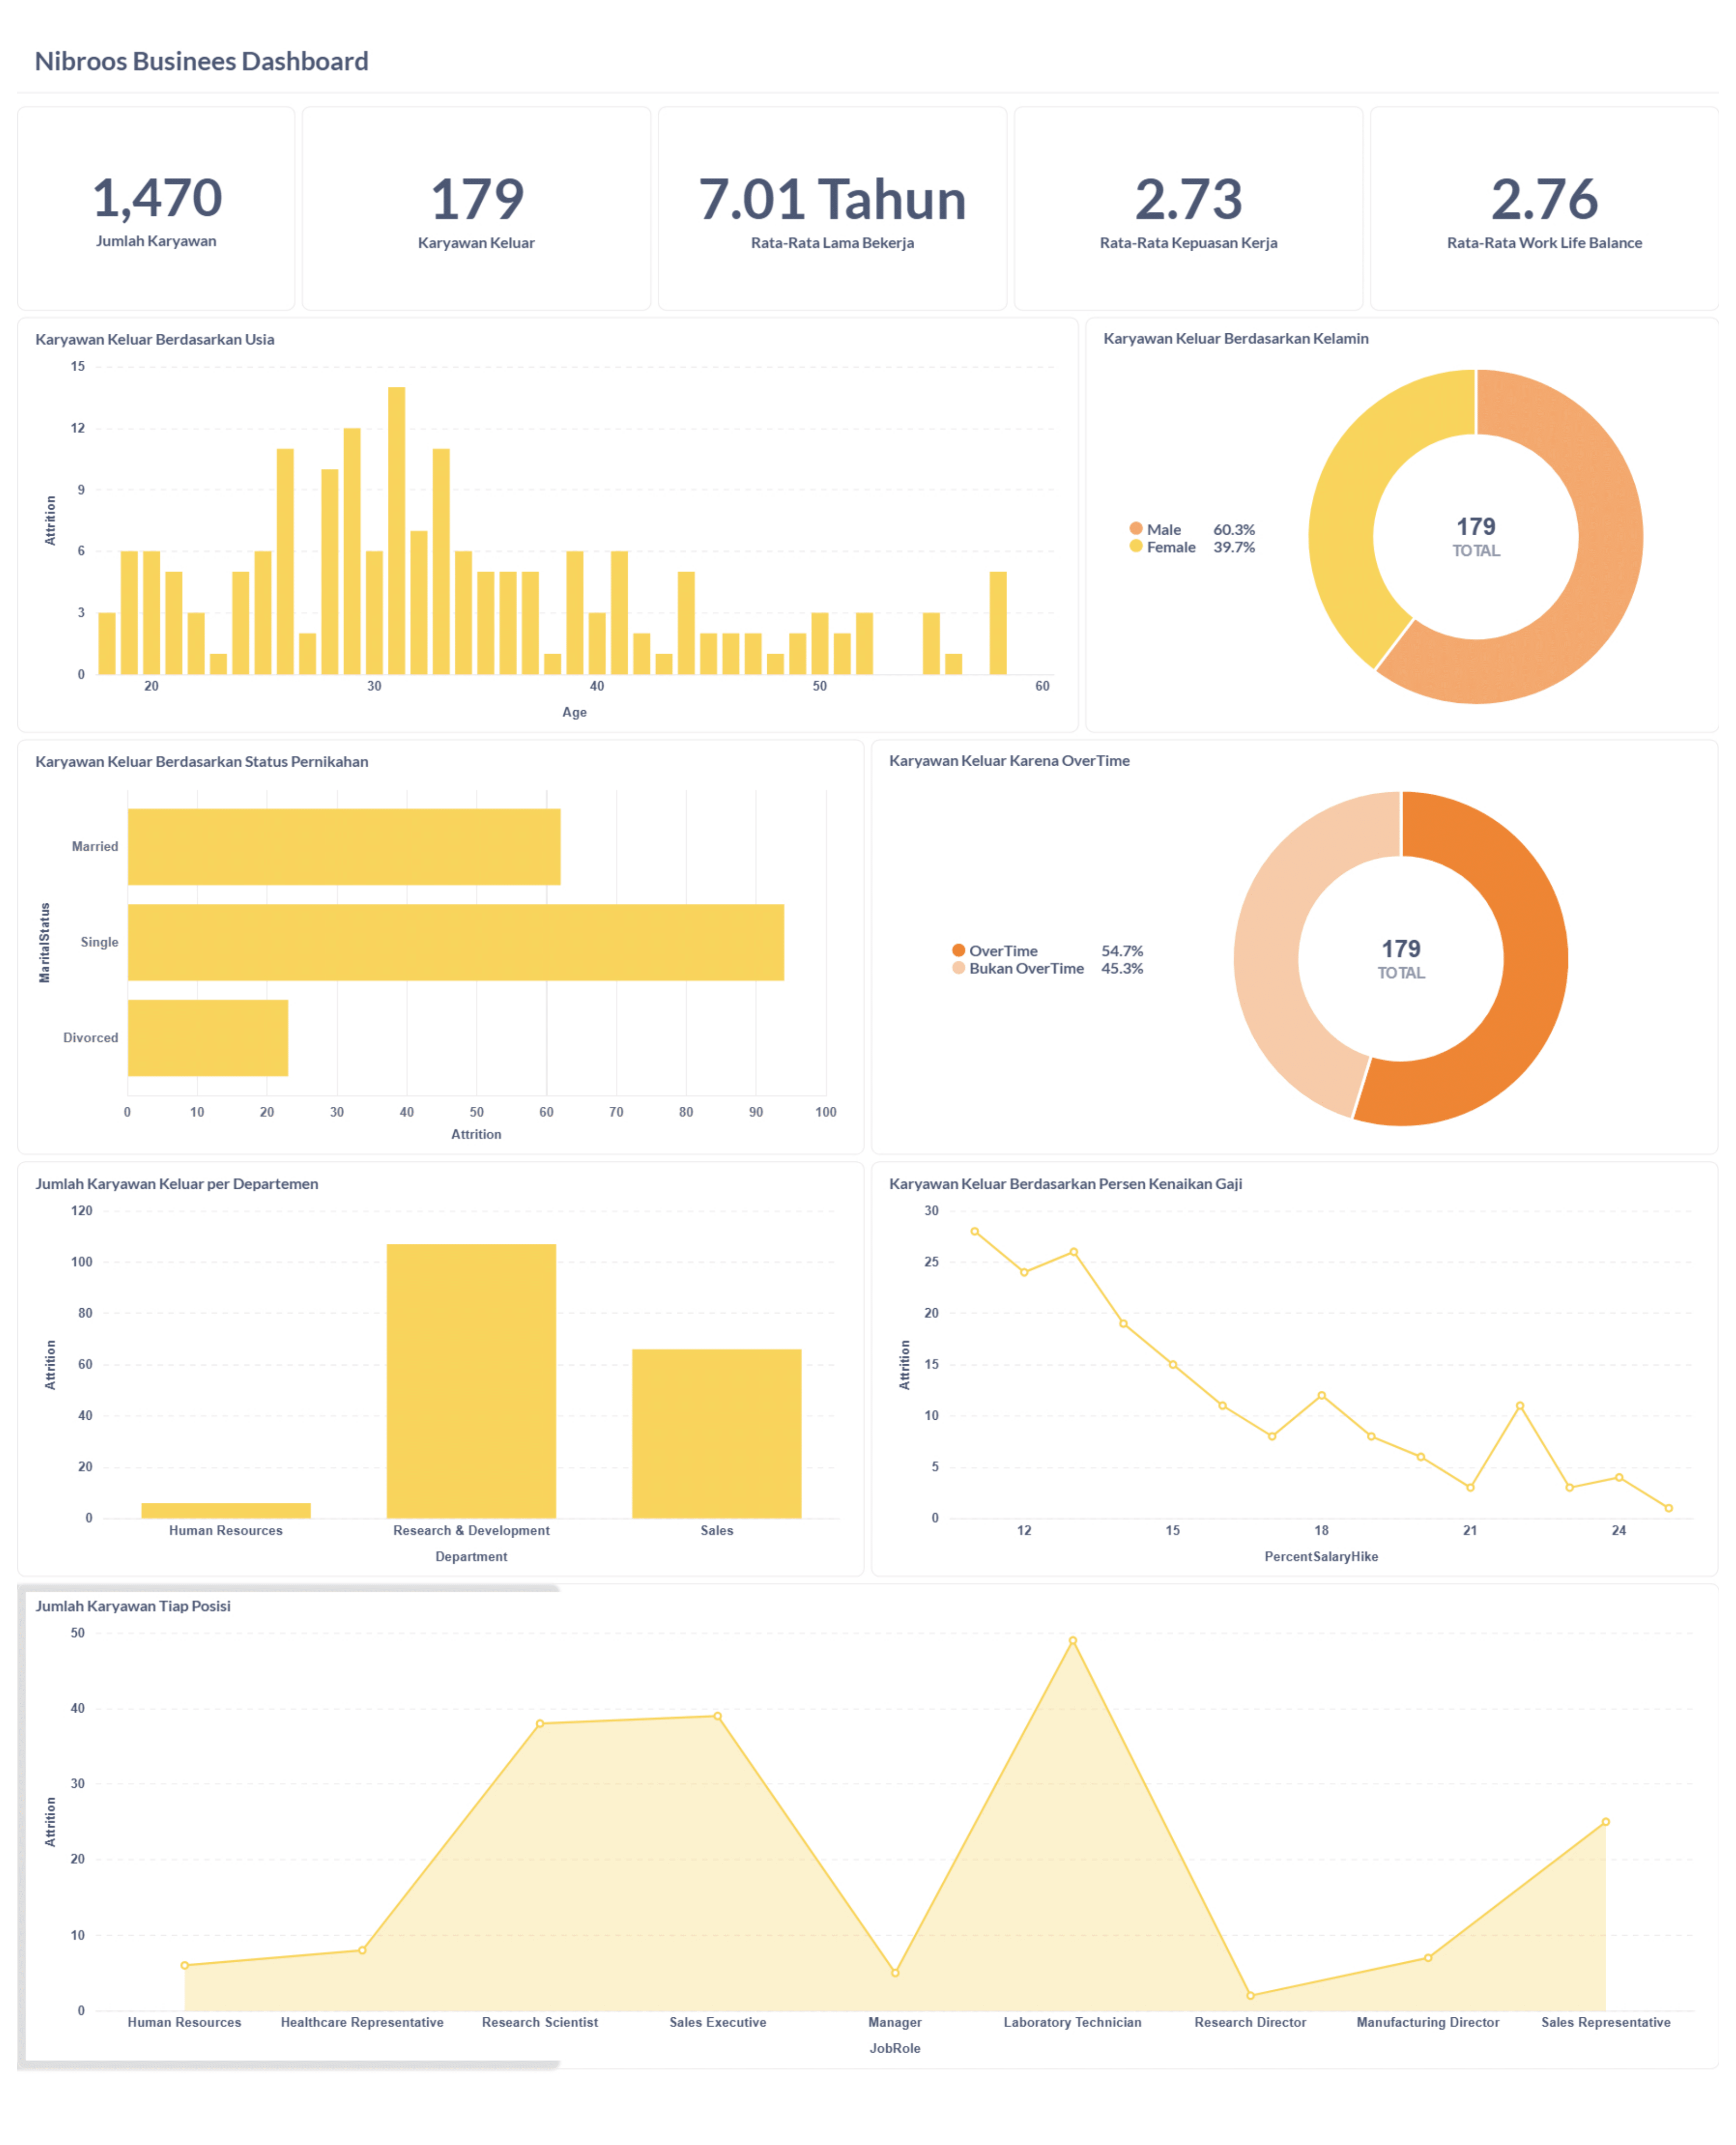 Nibroos Businees Dashboard
1,470
Jumlah Karyawan
179
Karyawan Keluar
7.01 Tahun
Rata-Rata Lama Bekerja
2.73
Rata-Rata Kepuasan Kerja
2.76
Rata-Rata Work Life Balance
Karyawan Keluar Berdasarkan Usia
15
12
9
6
3
0
Attrition
20 30 40 50 60
Age
Karyawan Keluar Berdasarkan Kelamin
Male 60.3%
Female 39.7%
179
TOTAL
Karyawan Keluar Berdasarkan Status Pernikahan
MaritalStatus
Married
Single
Divorced
0 10 20 30 40 50 60 70 80 90 100
Attrition
Karyawan Keluar Karena OverTime
OverTime 54.7%
Bukan OverTime 45.3%
179
TOTAL
Jumlah Karyawan Keluar per Departemen
120
100
80
60
40
20
0
Attrition
Human Resources Research & Development Sales
Department
Karyawan Keluar Berdasarkan Persen Kenaikan Gaji
30
25
20
15
10
5
0
Attrition
12 15 18 21 24
PercentSalaryHike
Jumlah Karyawan Tiap Posisi
50
40
30
20
10
0
Attrition
Human Resources Healthcare Representative Research Scientist Sales Executive Manager Laboratory Technician Research Director Manufacturing Director Sales Representative
JobRole